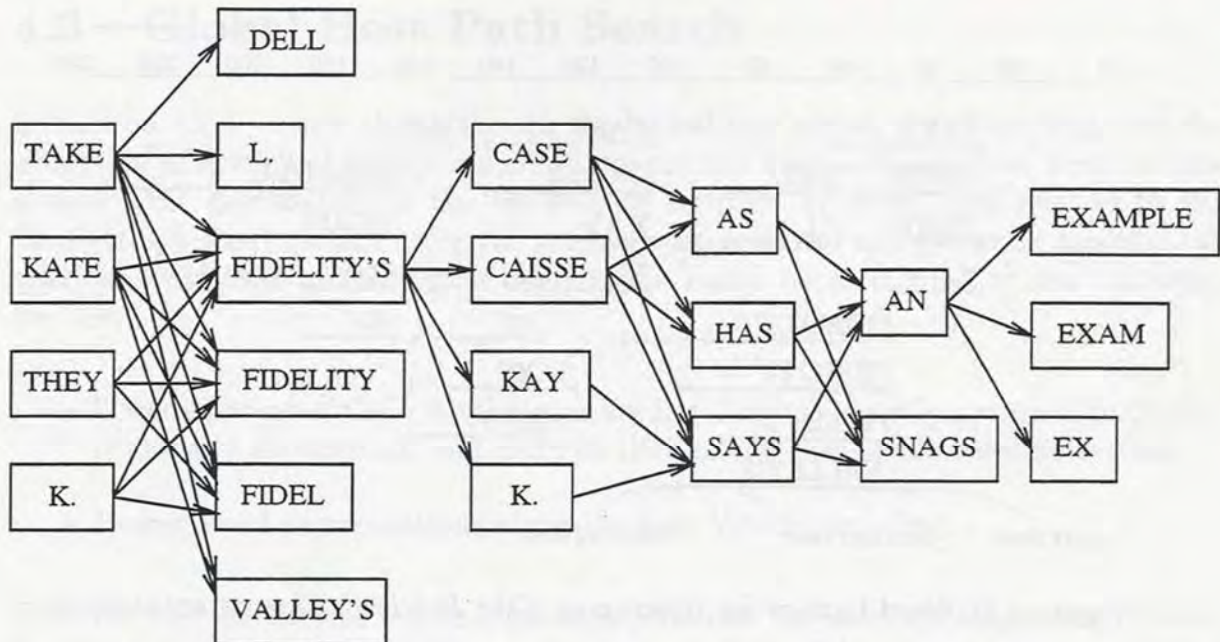 DELL
TAKE
L.
CASE
AS
EXAMPLE
KATE
FIDELITY'S
CAISSE
AN
HAS
EXAM
THEY
FIDELITY
KAY
SAYS
SNAGS
EX
K.
FIDEL
K.
VALLEY'S